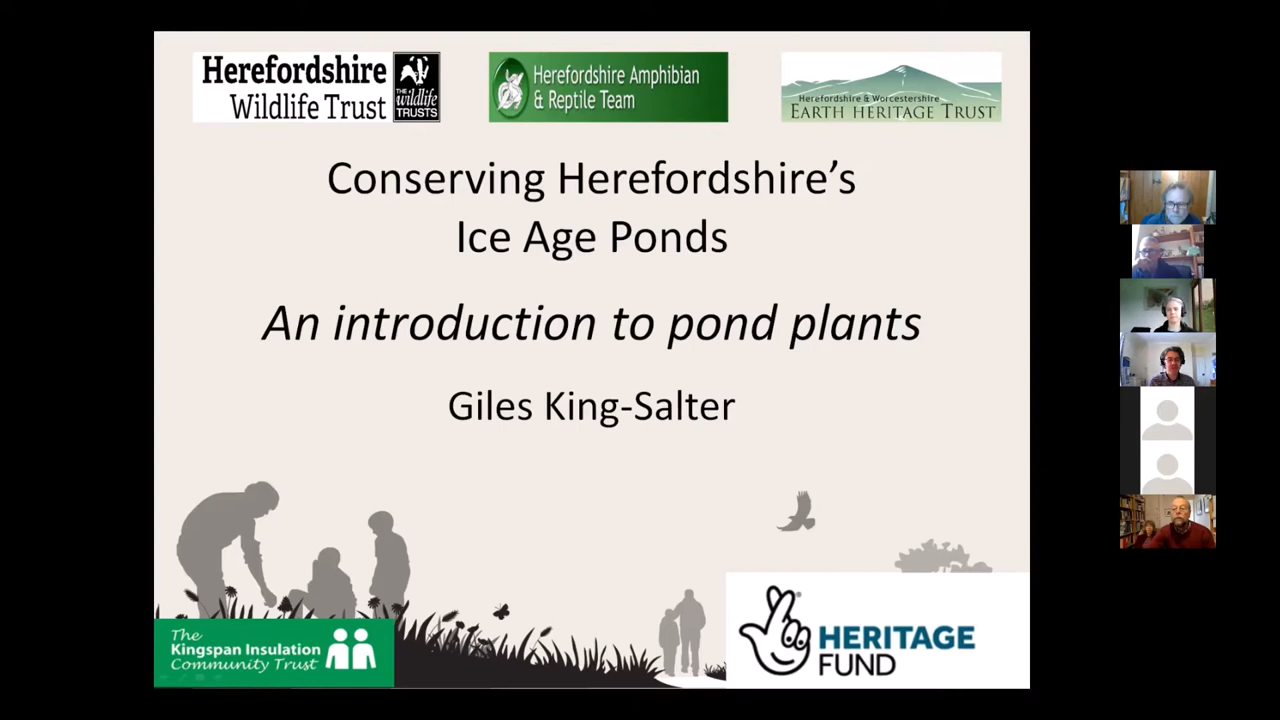 Herefordshire
Wildlife Trust
THE
wildlife
TRUSTS
Herefordshire Amphibian
& Reptile Team
Herefordshire & Worcestershire
EARTH HERITAGE TRUST
Conserving Herefordshire’s
Ice Age Ponds
An introduction to pond plants
Giles King-Salter
The
Kingspan Insulation
Community Trust
HERITAGE
FUND